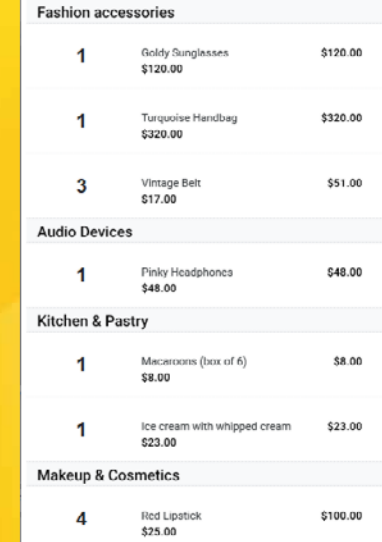 Fashion accessories
1 Goldy Sunglasses $120.00
$120.00
1 Turquoise Handbag $320.00
$320.00
3 Vintage Belt $51.00
$17.00
Audio Devices
1 Pinky Headphones $48.00
$48.00
Kitchen & Pastry
1 Macaroons (box of 6) $8.00
$8.00
1 Ice cream with whipped cream $23.00
$23.00
Makeup & Cosmetics
4 Red Lipstick $100.00
$25.00